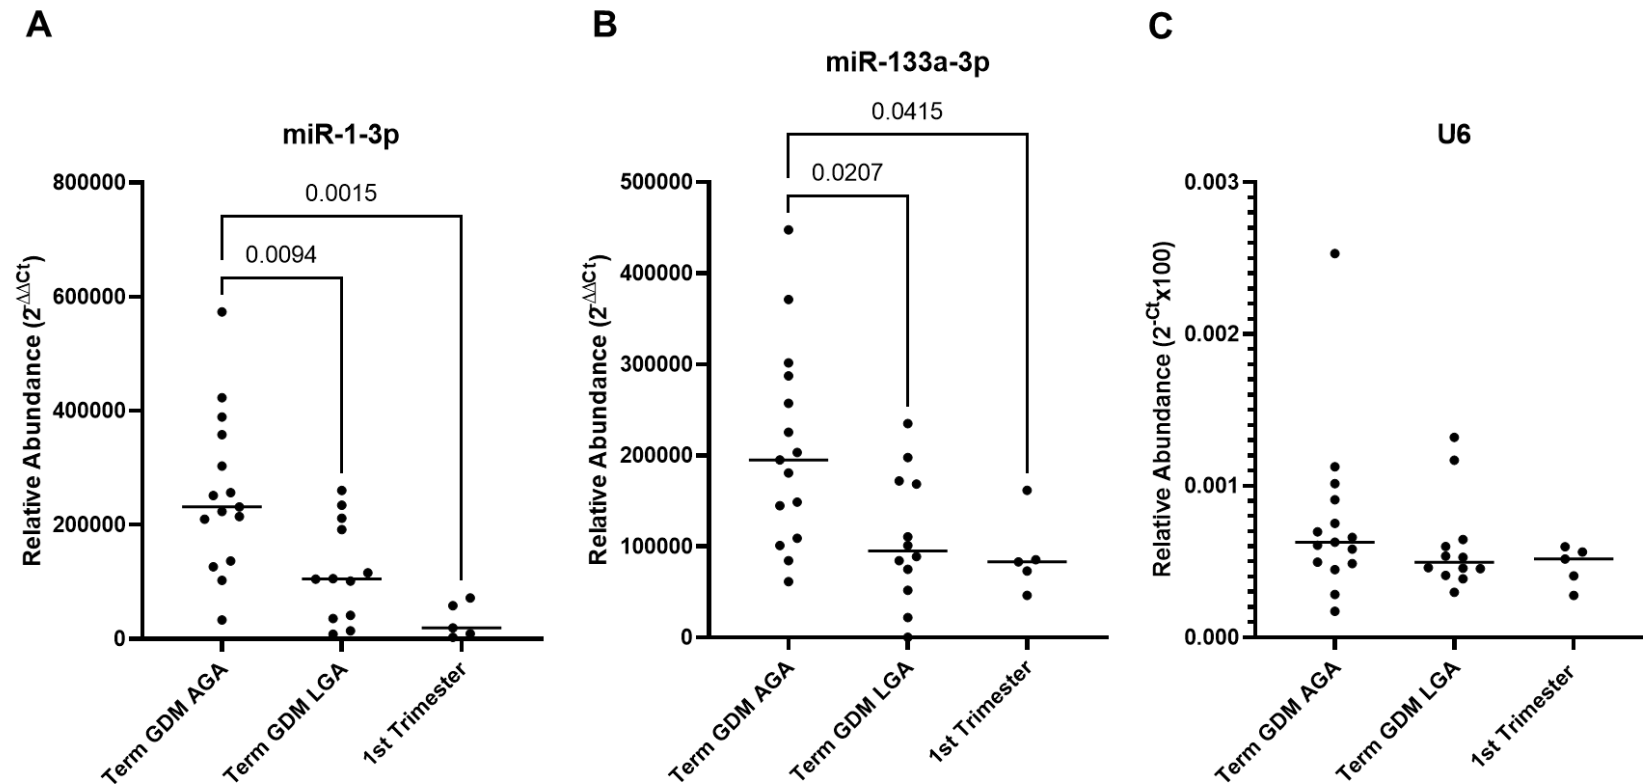 A
miR-1-3p
0.0015
0.0094
800000
600000
400000
200000
0
Relative Abundance (2-ΔΔCt)
Term GDM AGA
Term GDM LGA
1st Trimester
B
miR-133a-3p
0.0415
0.0207
500000
400000
300000
200000
100000
0
Relative Abundance (2-ΔΔCt)
Term GDM AGA
Term GDM LGA
1st Trimester
C
U6
0.003
0.002
0.001
0.000
Relative Abundance (2-Ctx100)
Term GDM AGA
Term GDM LGA
1st Trimester